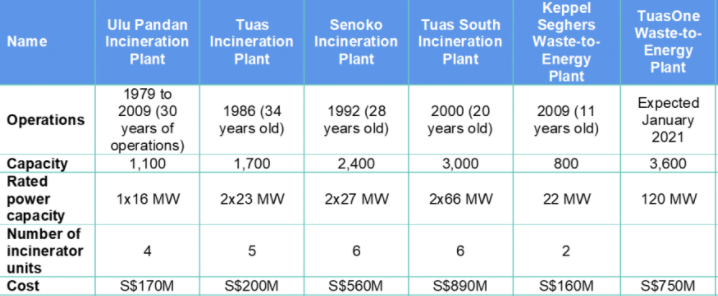 Name
Ulu Pandan
Incineration
Plant
Tuas
Incineration
Plant
Senoko
Incineration
Plant
Tuas South
Incineration
Plant
Keppel
Seghers
Waste-to-
Energy
Plant
TuasOne
Waste-to-
Energy
Plant
Operations
1979 to
2009 (30
years of
operations)
1986 (34
years old)
1992 (28
years old)
2000 (20
years old)
2009 (11
years old)
Expected
January
2021
Capacity
1,100
1,700
2,400
3,000
800
3,600
Rated
power
capacity
1x16 MW
2x23 MW
2x27 MW
2x66 MW
22 MW
120 MW
Number of
incinerator
units
4
5
6
6
2
Cost
S$170M
S$200M
S$560M
S$890M
S$160M
S$750M